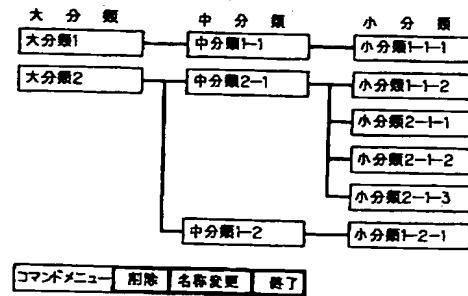 大分類 中分類 小分類
大分類1 中分類1-1 小分類1-1-1
大分類2 中分類2-1 小分類1-1-2
小分類2-1-1
小分類2-1-2
小分類2-1-3
中分類1-2 小分類1-2-1
コマンドメニュー 削除 名称変更 終了